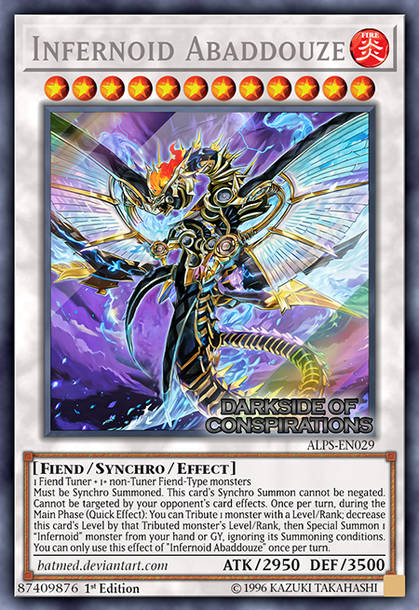 INFERNOID ABADDOUZE
FIRE
炎
DARKSIDE OF
CONSPIRATIONS
ALPS-EN029
[FIEND/SYNCHRO/EFFECT]
1 Fiend Tuner + 1+ non-Tuner Fiend-Type monsters
Must be Synchro Summoned. This card's Synchro Summon cannot be negated.
Cannot be targeted by your opponent's card effects. Once per turn, during the
Main Phase (Quick Effect): You can Tribute 1 monster with a Level/Rank; decrease
this card's Level by that Tributed monster's Level/Rank, then Special Summon 1
"Infernoid" monster from your hand or GY, ignoring its Summoning conditions.
You can only use this effect of "Infernoid Abaddouze" once per turn.
batmed.deviantart.com ATK/2950 DEF/3500
87409876 1st Edition ©1996 KAZUKI TAKAHASHI